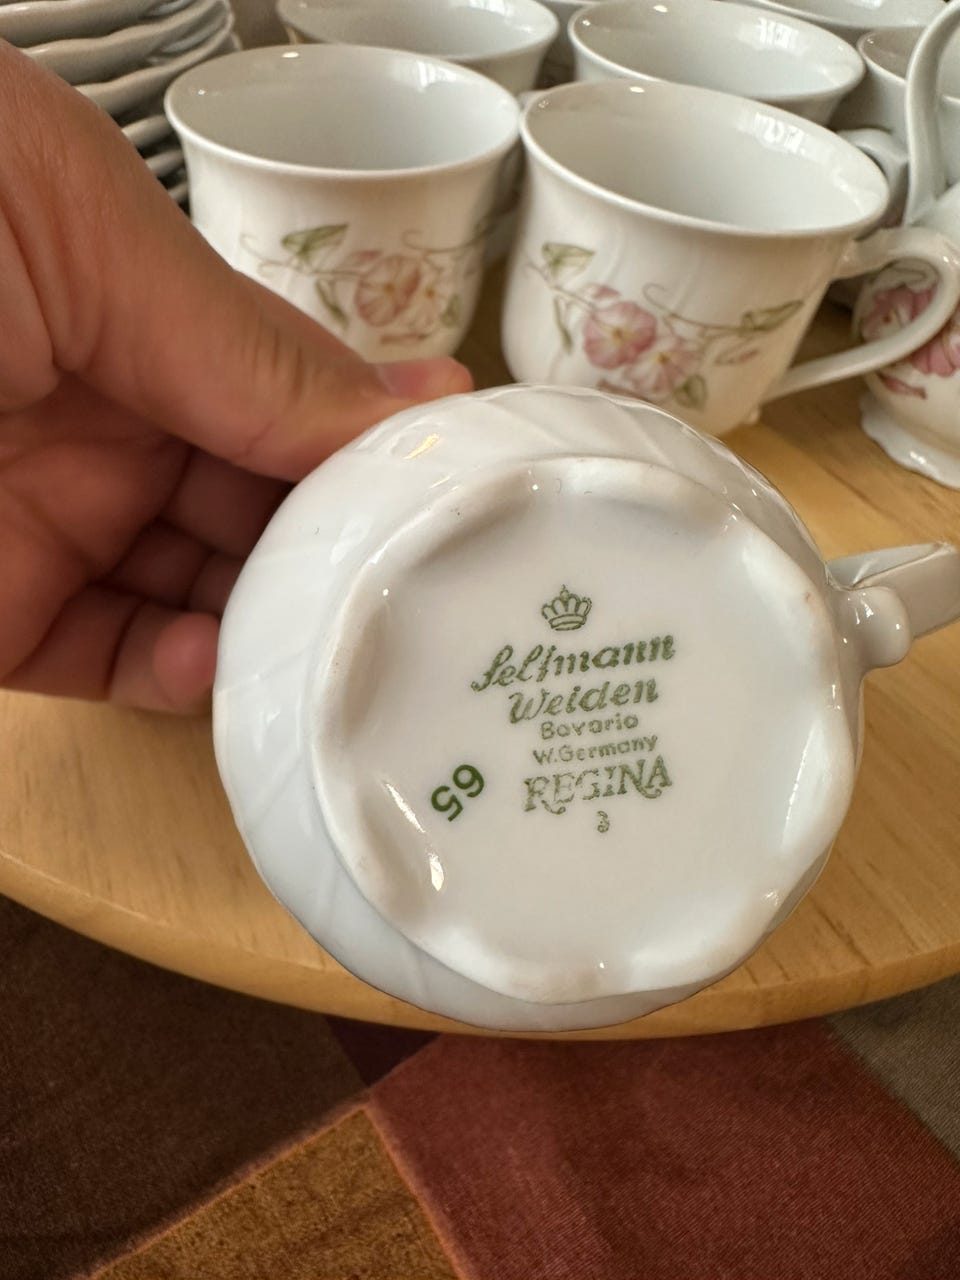 Seltmann
Weiden
Bavaria
W.Germany
REGINA
3
65